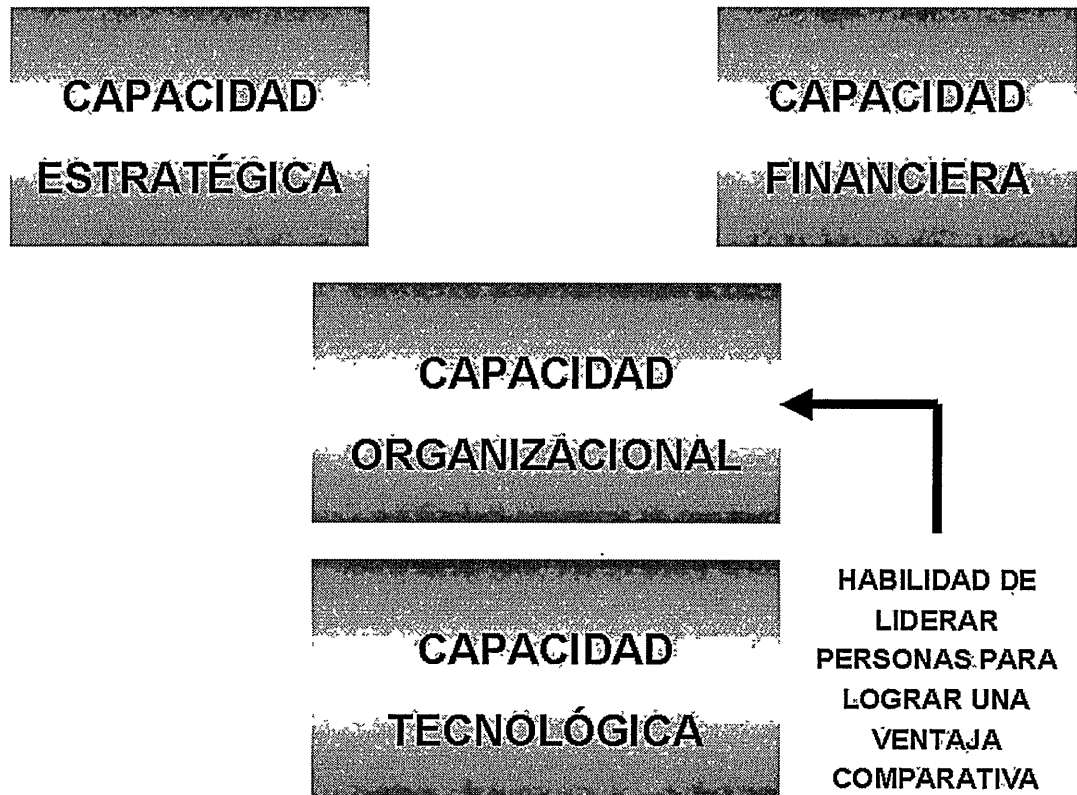 CAPACIDAD
ESTRATÉGICA
CAPACIDAD
FINANCIERA
CAPACIDAD
ORGANIZACIONAL
CAPACIDAD
TECNOLÓGICA
HABILIDAD DE
LIDERAR
PERSONAS PARA
LOGRAR UNA
VENTAJA
COMPARATIVA